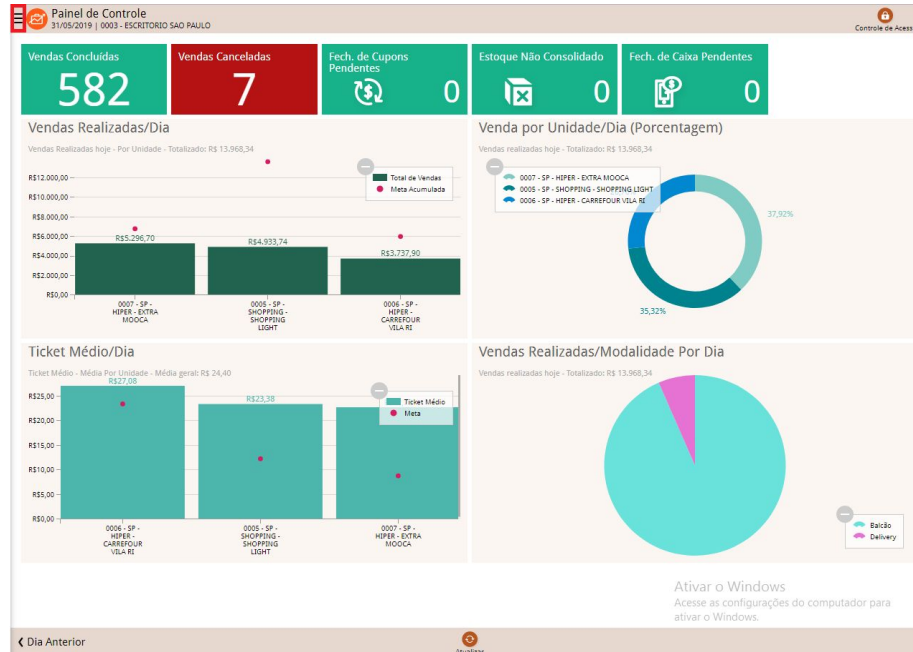 Painel de Controle
31/05/2019 | 0003 - ESCRITORIO SAO PAULO
Controle de Acess
Vendas Concluídas
582
Vendas Canceladas
7
Fech. de Cupons
Pendentes
0
Estoque Não Consolidado
0
Fech. de Caixa Pendentes
0
Vendas Realizadas/Dia
Vendas Realizadas hoje - Por Unidade - Totalizado: R$ 13.968,34
Total de Vendas
Meta Acumulada
R$12.000,00
R$10.000,00
R$8.000,00
R$6.000,00
R$4.000,00
R$2.000,00
R$0,00
R$5.296,70
R$4.933,74
R$3.737,90
0007 - SP -
HIPER - EXTRA
MOOCA
0005 - SP -
SHOPPING -
SHOPPING
LIGHT
0006 - SP -
HIPER -
CARREFOUR
VILA RI
Venda por Unidade/Dia (Porcentagem)
Vendas realizadas hoje - Totalizado: R$ 13.968,34
0007 - SP - HIPER - EXTRA MOOCA
0005 - SP - SHOPPING - SHOPPING LIGHT
0006 - SP - HIPER - CARREFOUR VILA RI
37,92%
35,32%
Ticket Médio/Dia
Ticket Médio - Média Por Unidade - Média geral: R$ 24,40
R$27,08
R$23,38
Ticket Médio
Meta
R$25,00
R$20,00
R$15,00
R$10,00
R$5,00
R$0,00
0006 - SP -
HIPER -
CARREFOUR
VILA RI
0005 - SP -
SHOPPING -
SHOPPING
LIGHT
0007 - SP -
HIPER - EXTRA
MOOCA
Vendas Realizadas/Modalidade Por Dia
Vendas realizadas hoje - Totalizado: R$ 13.968,34
Balcão
Delivery
Ativar o Windows
Acesse as configurações do computador para
ativar o Windows.
Dia Anterior
Atualizar